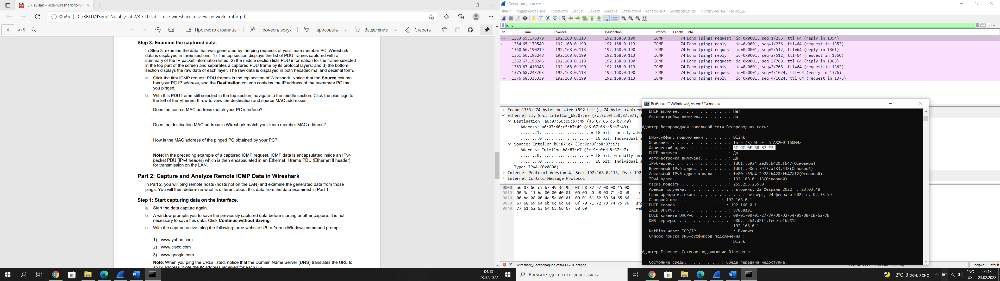 3.7.10-lab---use-wireshark-to-vie
Файл
C:/KBTU/4Sim/CN/Labs/Lab2/3.7.10-lab---use-wireshark-to-view-network-traffic.pdf
4 из 6
Просмотр страницы
Прочесть вслух
Нарисовать
Выделение
Стереть
Step 3: Examine the captured data.
In Step 3, examine the data that was generated by the ping requests of your team member PC. Wireshark
data is displayed in three sections: 1) The top section displays the list of PDU frames captured with a
summary of the IP packet information listed; 2) the middle section lists PDU information for the frame selected
in the top part of the screen and separates a captured PDU frame by its protocol layers; and 3) the bottom
section displays the raw data of each layer. The raw data is displayed in both hexadecimal and decimal form.
a. Click the first ICMP request PDU frames in the top section of Wireshark. Notice that the Source column
has your PC IP address, and the Destination column contains the IP address of the teammate PC that
you pinged.
b. With this PDU frame still selected in the top section, navigate to the middle section. Click the plus sign to
the left of the Ethernet II row to view the destination and source MAC addresses.
Does the source MAC address match your PC interface?
Does the destination MAC address in Wireshark match your team member MAC address?
How is the MAC address of the pinged PC obtained by your PC?
Note: In the preceding example of a captured ICMP request, ICMP data is encapsulated inside an IPv4
packet PDU (IPv4 header) which is then encapsulated in an Ethernet II frame PDU (Ethernet II header)
for transmission on the LAN.
Part 2: Capture and Analyze Remote ICMP Data in Wireshark
In Part 2, you will ping remote hosts (hosts not on the LAN) and examine the generated data from those
pings. You will then determine what is different about this data from the data examined in Part 1.
Step 1: Start capturing data on the interface.
a. Start the data capture again.
b. A window prompts you to save the previously captured data before starting another capture. It is not
necessary to save this data. Click Continue without Saving.
c. With the capture active, ping the following three website URLs from a Windows command prompt:
1) www.yahoo.com
2) www.cisco.com
3) www.google.com
Note: When you ping the URLs listed, notice that the Domain Name Server (DNS) translates the URL to
an IP address. Note the IP address received for each URL.
04:13
23.02.2022
*Беспроводная сеть
Файл Редактирование Просмотр Запуск Захват Анализ Статистика Телефония Беспроводной Инструменты Помощь
icmp
No. Time Source Destination Protocol Length Info
1353 65.176379 192.168.0.113 192.168.0.190 ICMP 74 Echo (ping) request id=0x0001, seq=1/256, ttl=64 (reply in 1354)
1354 65.179549 192.168.0.190 192.168.0.113 ICMP 74 Echo (ping) reply id=0x0001, seq=1/256, ttl=64 (request in 1353)
1360 66.190219 192.168.0.113 192.168.0.190 ICMP 74 Echo (ping) request id=0x0001, seq=2/512, ttl=64 (reply in 1361)
1361 66.193248 192.168.0.190 192.168.0.113 ICMP 74 Echo (ping) reply id=0x0001, seq=2/512, ttl=64 (request in 1360)
1362 67.198246 192.168.0.113 192.168.0.190 ICMP 74 Echo (ping) request id=0x0001, seq=3/768, ttl=64 (reply in 1363)
1363 67.410348 192.168.0.190 192.168.0.113 ICMP 74 Echo (ping) reply id=0x0001, seq=3/768, ttl=64 (request in 1362)
1375 68.243703 192.168.0.113 192.168.0.190 ICMP 74 Echo (ping) request id=0x0001, seq=4/1024, ttl=64 (reply in 1376)
1376 68.335339 192.168.0.190 192.168.0.113 ICMP 74 Echo (ping) reply id=0x0001, seq=4/1024, ttl=64 (request in 1375)
Frame 1353: 74 bytes on wire (592 bits), 74 bytes capture
Ethernet II, Src: IntelCor_b8:87:e7 (3c:9c:0f:b8:87:e7),
Destination: a6:07:66:c5:b7:49 (a6:07:66:c5:b7:49)
Address: a6:07:66:c5:b7:49 (a6:07:66:c5:b7:49)
.... ..1. .... .... .... .... = LG bit: Locally admi
.... ...0 .... .... .... .... = IG bit: Individual a
Source: IntelCor_b8:87:e7 (3c:9c:0f:b8:87:e7)
Address: IntelCor_b8:87:e7 (3c:9c:0f:b8:87:e7)
.... ..0. .... .... .... .... = LG bit: Globally uni
.... ...0 .... .... .... .... = IG bit: Individual a
Type: IPv4 (0x0800)
Internet Protocol Version 4, Src: 192.168.0.113, Dst: 192
Internet Control Message Protocol
0000 a6 07 66 c5 b7 49 3c 9c 0f b8 87 e7 08 00 45 00
0010 00 3c 11 bc 00 00 40 01 00 00 c0 a8 00 71 c0 a8 ·<
0020 00 be 08 00 4d 5a 00 01 00 01 61 62 63 64 65 66
0030 67 68 69 6a 6b 6c 6d 6e 6f 70 71 72 73 74 75 76 ghi
0040 77 61 62 63 64 65 66 67 68 69 wab
wireshark_Беспроводная сетьCFK2H1.pcapng
Пакеты: 2745 · Показаны: 8 (0.3%)
Профиль: Default
Выбрать C:\Windows\system32\cmd.exe
DHCP включен. . . . . . . . . . . : Нет
Автонастройка включена. . . . . . : Да
Адаптер беспроводной локальной сети Беспроводная сеть:
DNS-суффикс подключения . . . . . : Dlink
Описание. . . . . . . . . . . . . : Intel(R) Wi-Fi 6 AX200 160MHz
Физический адрес. . . . . . . . . : 3C-9C-0F-B8-87-E7
DHCP включен. . . . . . . . . . . : Да
Автонастройка включена. . . . . . : Да
IPv6-адрес. . . . . . . . . . . . : fd01::69a4:2e28:b420:fb47(Основной)
Временный IPv6-адрес. . . . . . . : fd01::e8ea:7973:af83:438(Основной)
Локальный IPv6-адрес канала . . . : fe80::69a4:2e28:b420:fb47%12(Основной)
IPv4-адрес. . . . . . . . . . . . : 192.168.0.113(Основной)
Маска подсети . . . . . . . . . . : 255.255.255.0
Аренда получена. . . . . . . . . . : вторник, 22 февраля 2022 г. 23:03:48
Срок аренды истекает. . . . . . . . . . : четверг, 24 февраля 2022 г. 02:33:59
Основной шлюз. . . . . . . . . : 192.168.0.1
DHCP-сервер. . . . . . . . . . . : 192.168.0.1
IAID DHCPv6 . . . . . . . . . . . : 87858191
DUID клиента DHCPv6 . . . . . . . : 00-01-00-01-27-7A-D0-D2-54-05-DB-CB-62-7B
DNS-серверы. . . . . . . . . . . : fe80::f2b4:d2ff:fe6e:e1b5%12
192.168.0.1
NetBios через TCP/IP. . . . . . . . : Включен
Список поиска DNS-суффиксов подключения :
Dlink
Адаптер Ethernet Сетевое подключение Bluetooth:
Состояние среды. . . . . . . . : Среда передачи недоступна.
Введите здесь текст для поиска
-2°C В осн. ясно
ENG
US
04:13
23.02.2022